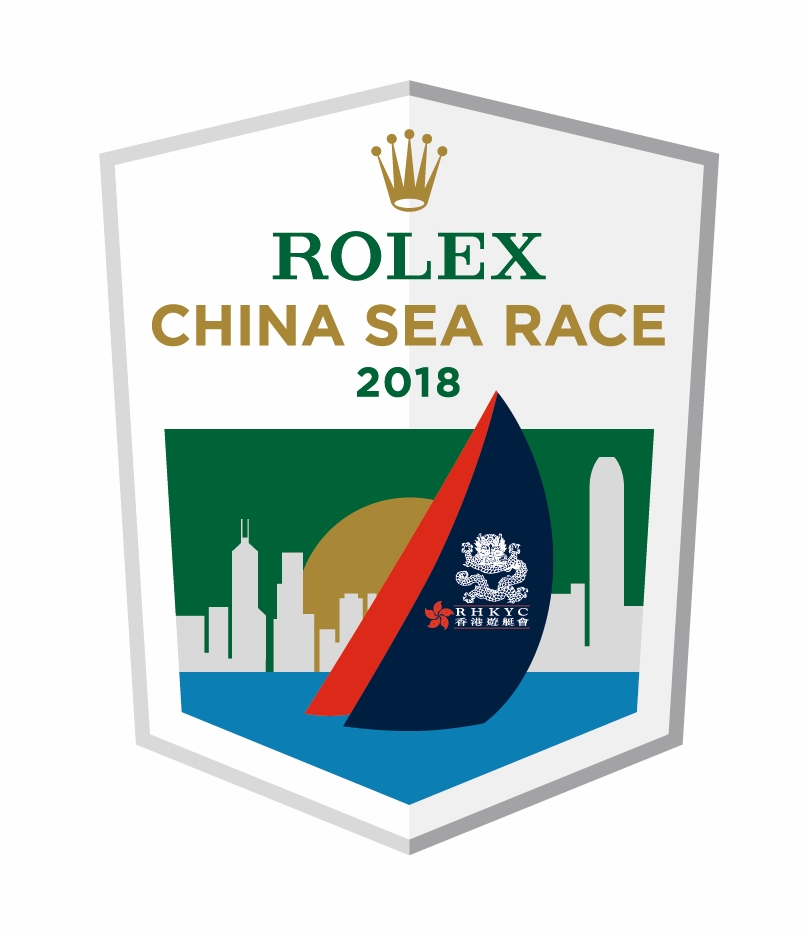 ROLEX
CHINA SEA RACE
2018
RHKYC
香港遊艇會